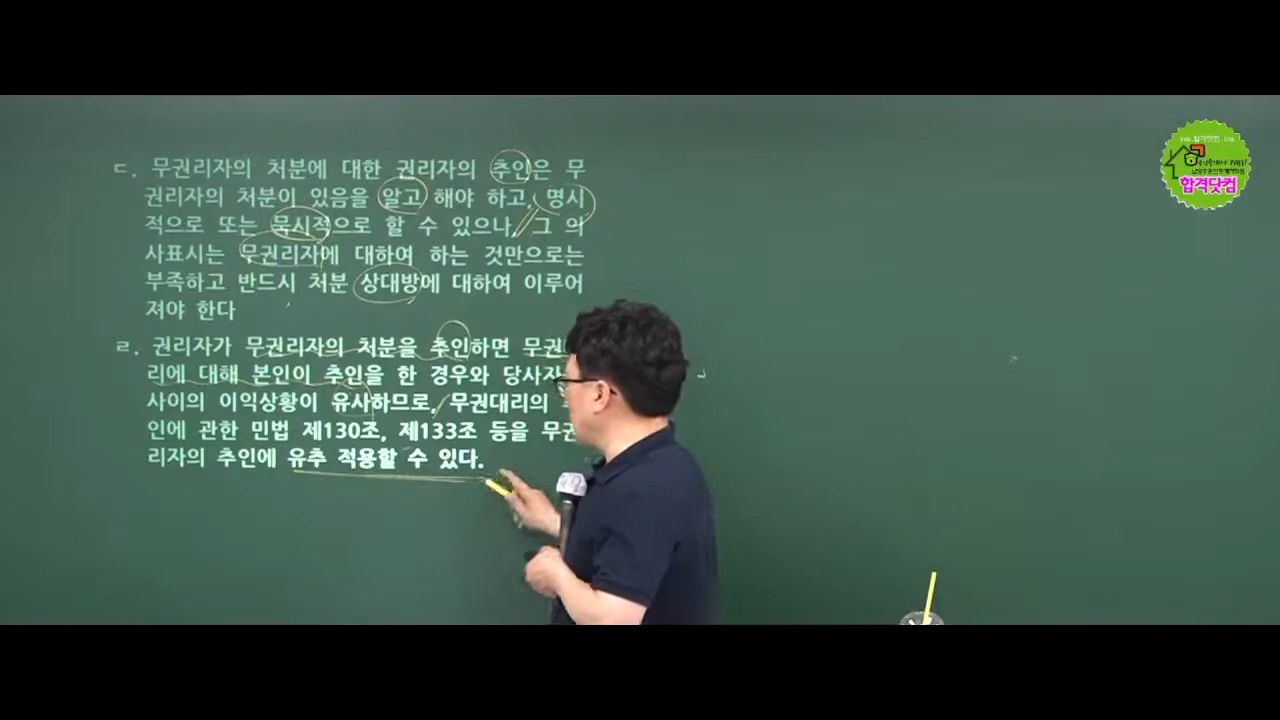 ㄷ. 무권리자의 처분에 대한 권리자의 추인은 무
권리자의 처분이 있음을 알고 해야 하고, 명시
적으로 또는 묵시적으로 할 수 있으나, 그 의
사표시는 무권리자에 대하여 하는 것만으로는
부족하고 반드시 처분 상대방에 대하여 이루어
져야 한다
ㄹ. 권리자가 무권리자의 처분을 추인하면 무권
리에 대해 본인이 추인을 한 경우와 당사자
사이의 이익상황이 유사하므로, 무권대리의
인에 관한 민법 제130조, 제133조 등을 무권
리자의 추인에 유추 적용할 수 있다.
합격닷컴